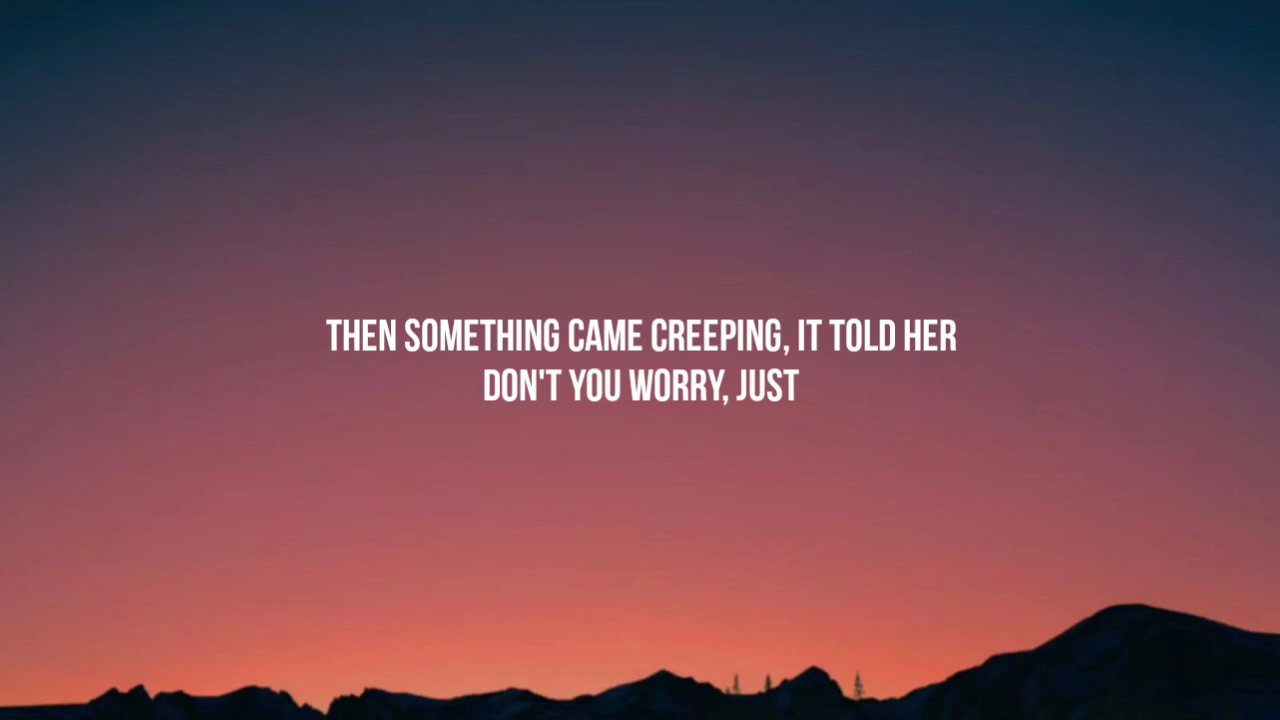 THEN SOMETHING CAME CREEPING, IT TOLD HER
DON'T YOU WORRY, JUST